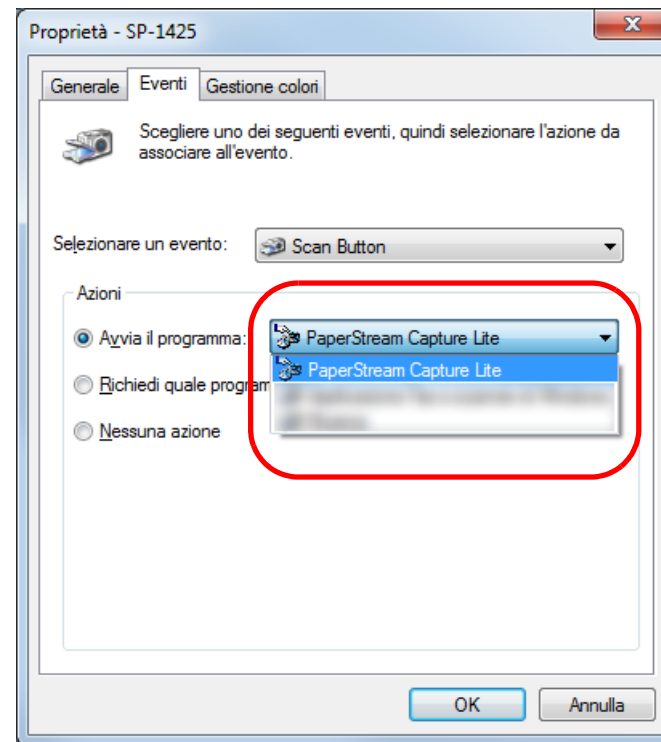 Proprietà - SP-1425
Generale Eventi Gestione colori
Scegliere uno dei seguenti eventi, quindi selezionare l'azione da
associare all'evento.
Selezionare un evento: Scan Button
Azioni
Avvia il programma: PaperStream Capture Lite
PaperStream Capture Lite
Richiedi quale program
Nessuna azione
OK Annulla